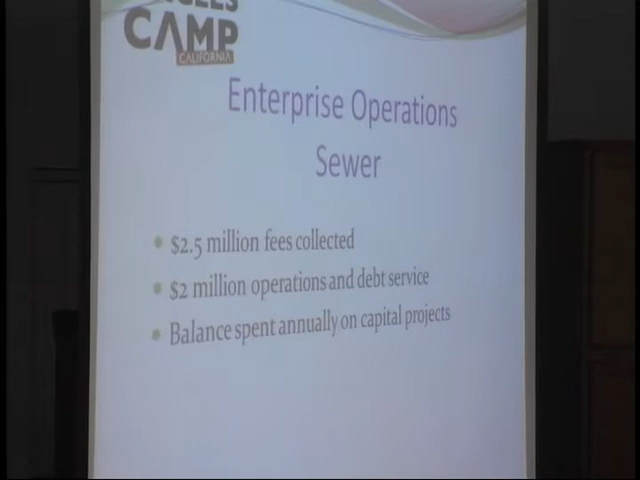 CAMP
CALIFORNIA
Enterprise Operations
Sewer
$2.5 million fees collected
$2 million operations and debt service
Balance spent annually on capital projects